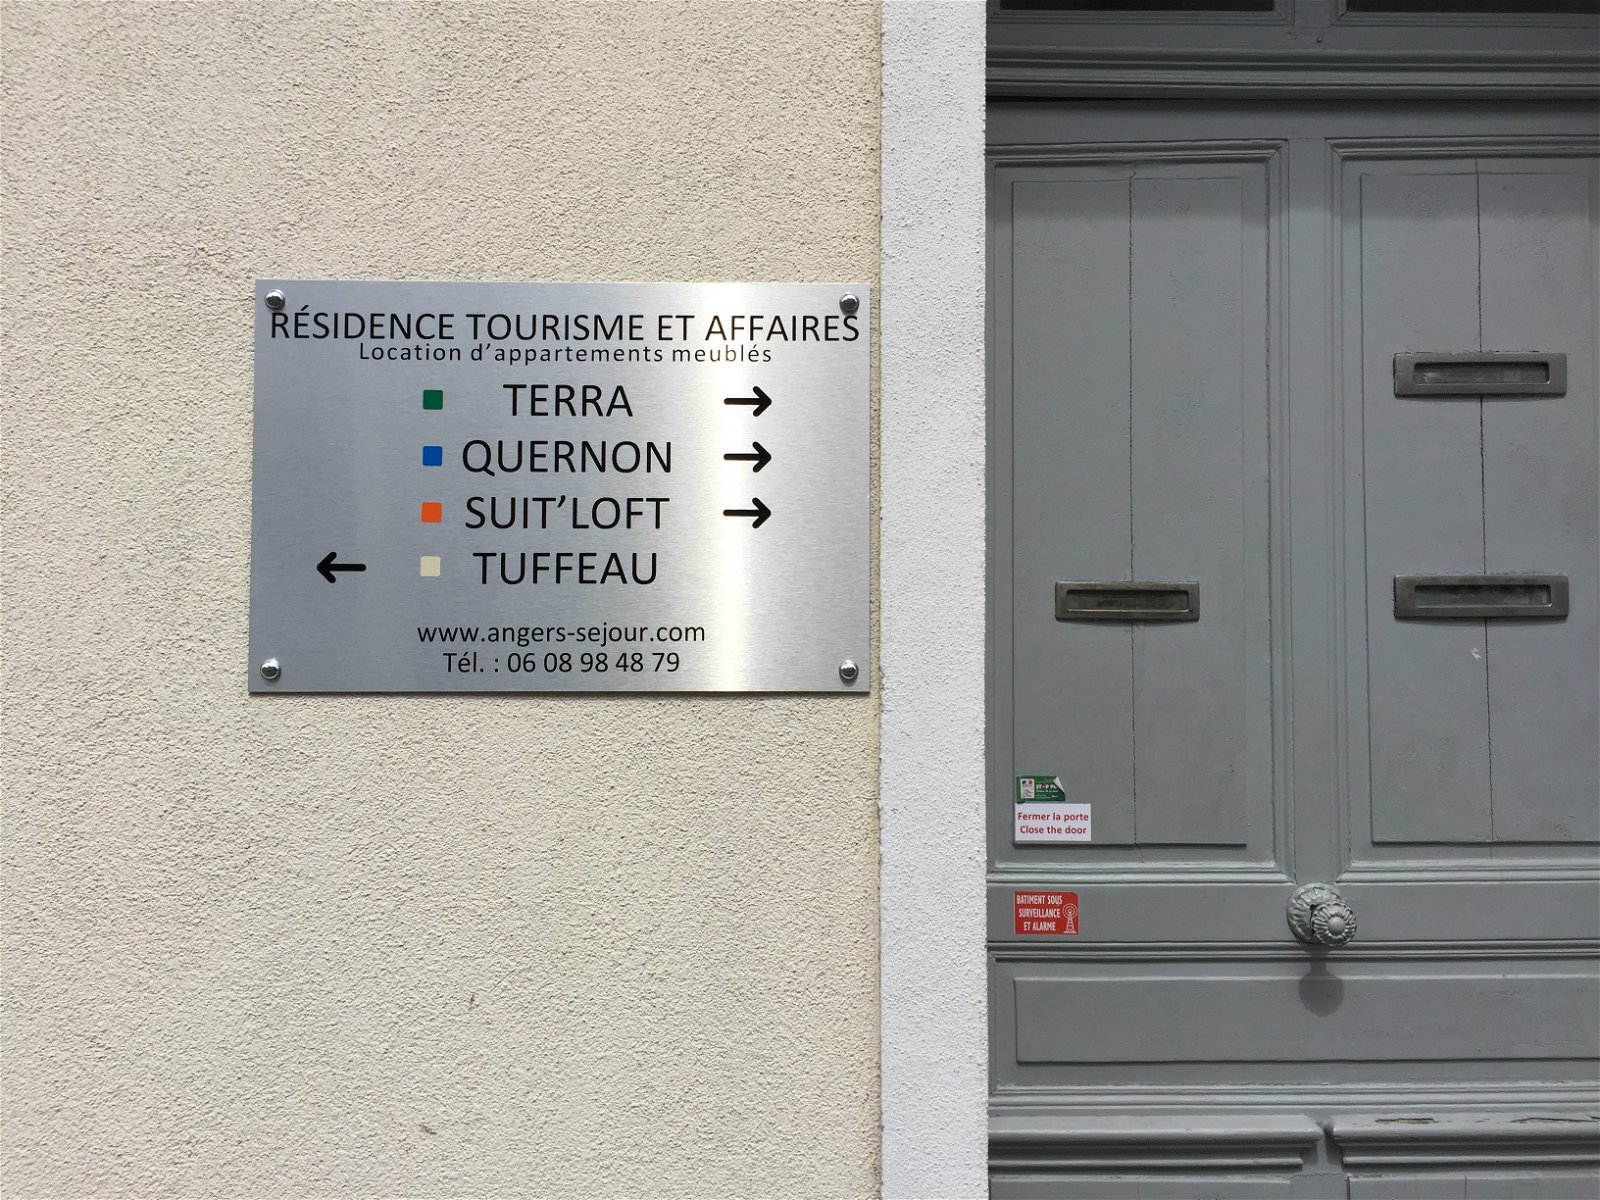 RÉSIDENCE TOURISME ET AFFAIRES
Location d'appartements meublés
TERRA →
QUERNON →
SUIT'LOFT →
← TUFFEAU
www.angers-sejour.com
Tél. : 06 08 98 48 79
STOP
Fermer la porte
Close the door
BATIMENT SOUS
SURVEILLANCE
ET ALARME